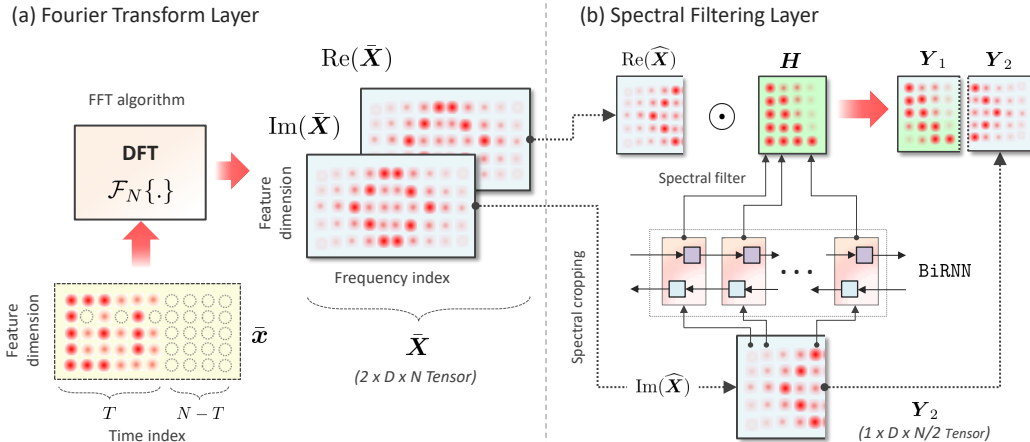 (a) Fourier Transform Layer
FFT algorithm
DFT
F_N{.}
Re(X̄)
Im(X̄)
Feature
dimension
Frequency index
X̄
(2 x D x N Tensor)
Feature
dimension
x̄
T
N − T
Time index
(b) Spectral Filtering Layer
Re(X̂)
⊙
H
Y₁
Y₂
Spectral filter
BiRNN
Spectral cropping
Im(X̂)
Y₂
(1 x D x N/2 Tensor)